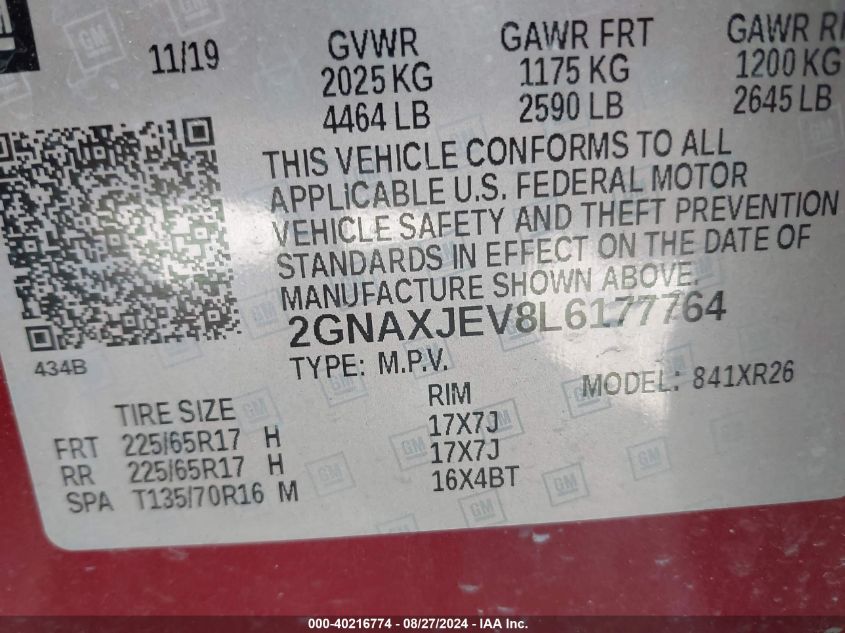 GM
11/19 GVWR GAWR FRT GAWR
2025 KG 1175 KG 1200 KG
4464 LB 2590 LB 2645 LB
THIS VEHICLE CONFORMS TO ALL
APPLICABLE U.S. FEDERAL MOTOR
VEHICLE SAFETY AND THEFT PREVENTION
STANDARDS IN EFFECT ON THE DATE OF
MANUFACTURE SHOWN ABOVE.
2GNAXJEV8L6177764
434B TYPE: M.P.V. MODEL: 841XR26
TIRE SIZE RIM
FRT 225/65R17 H 17X7J
RR 225/65R17 H 17X7J
SPA T135/70R16 M 16X4BT
000-40216774 - 08/27/2024 - IAA Inc.